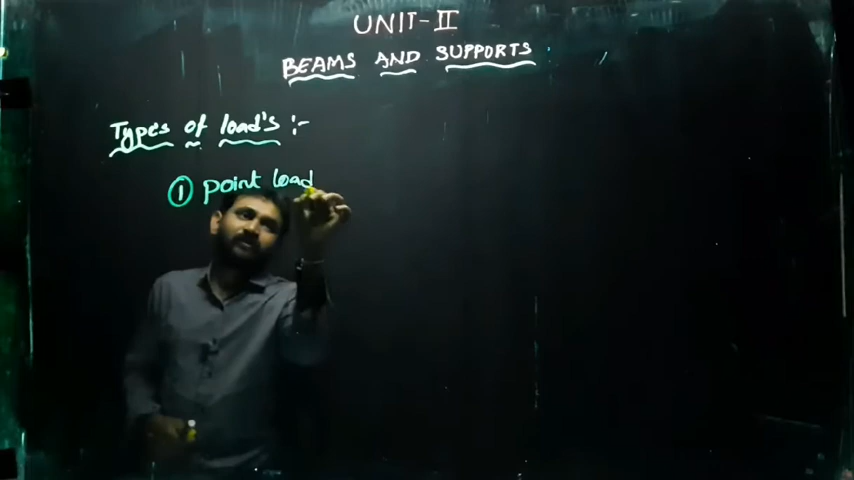 UNIT-II
BEAMS AND SUPPORTS
Types of load's :-
① point load